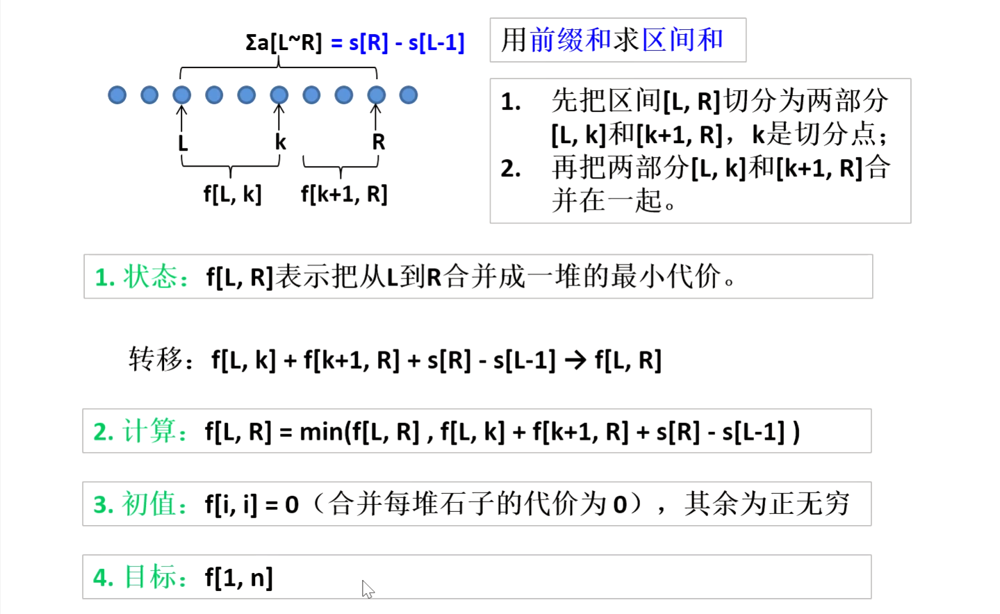 Σa[L~R] = s[R] - s[L-1]
用前缀和求区间和
L
k
R
f[L, k]
f[k+1, R]
1. 先把区间[L, R]切分为两部分
[L, k]和[k+1, R]，k是切分点；
2. 再把两部分[L, k]和[k+1, R]合
并在一起。
1. 状态：f[L, R]表示把从L到R合并成一堆的最小代价。
转移：f[L, k] + f[k+1, R] + s[R] - s[L-1] → f[L, R]
2. 计算：f[L, R] = min(f[L, R] , f[L, k] + f[k+1, R] + s[R] - s[L-1] )
3. 初值：f[i, i] = 0（合并每堆石子的代价为 0），其余为正无穷
4. 目标：f[1, n]